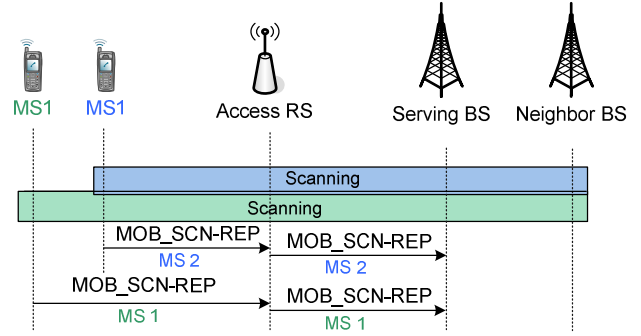 MS1
MS1
Access RS
Serving BS
Neighbor BS
Scanning
Scanning
MOB_SCN-REP
MOB_SCN-REP
MS 2
MS 2
MOB_SCN-REP
MOB_SCN-REP
MS 1
MS 1